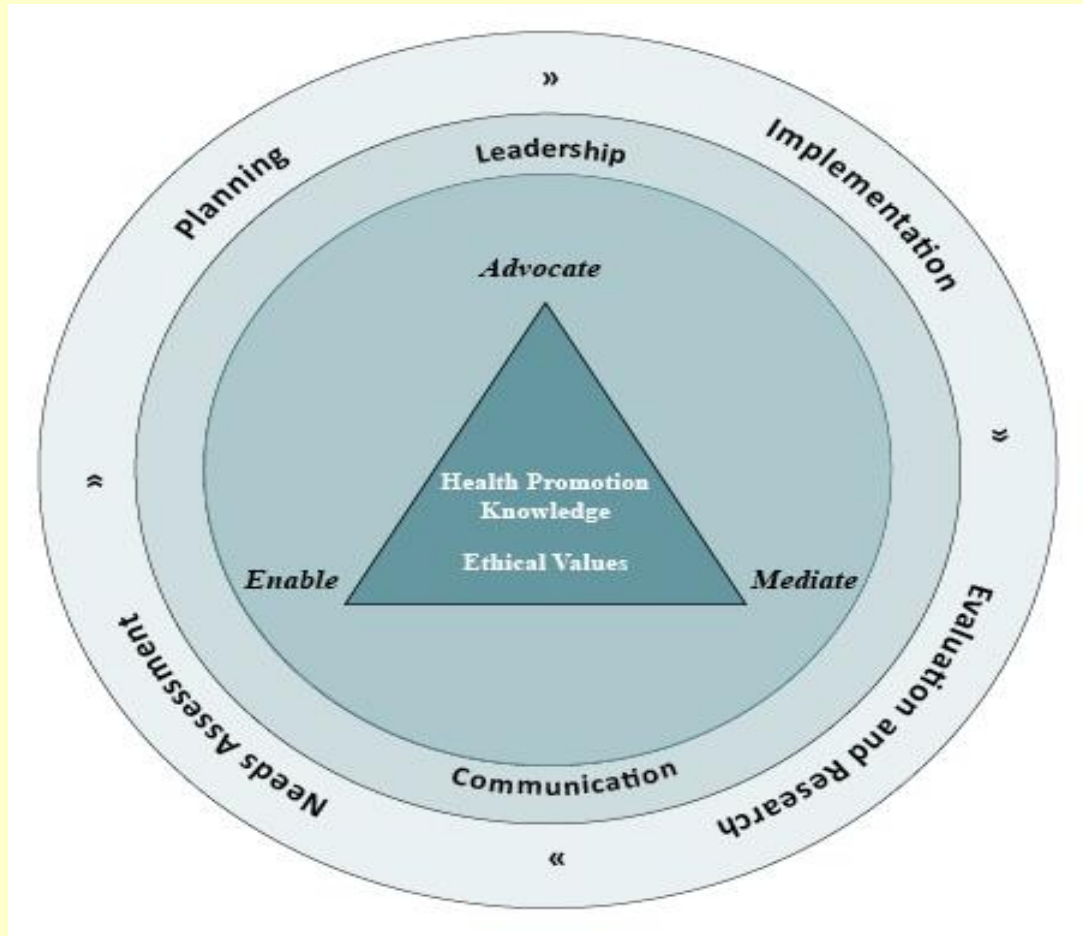 »
Planning
Implementation
Leadership
Advocate
»
»
Health Promotion
Knowledge
Ethical Values
Enable
Mediate
Needs Assessment
Evaluation and Research
Communication
«